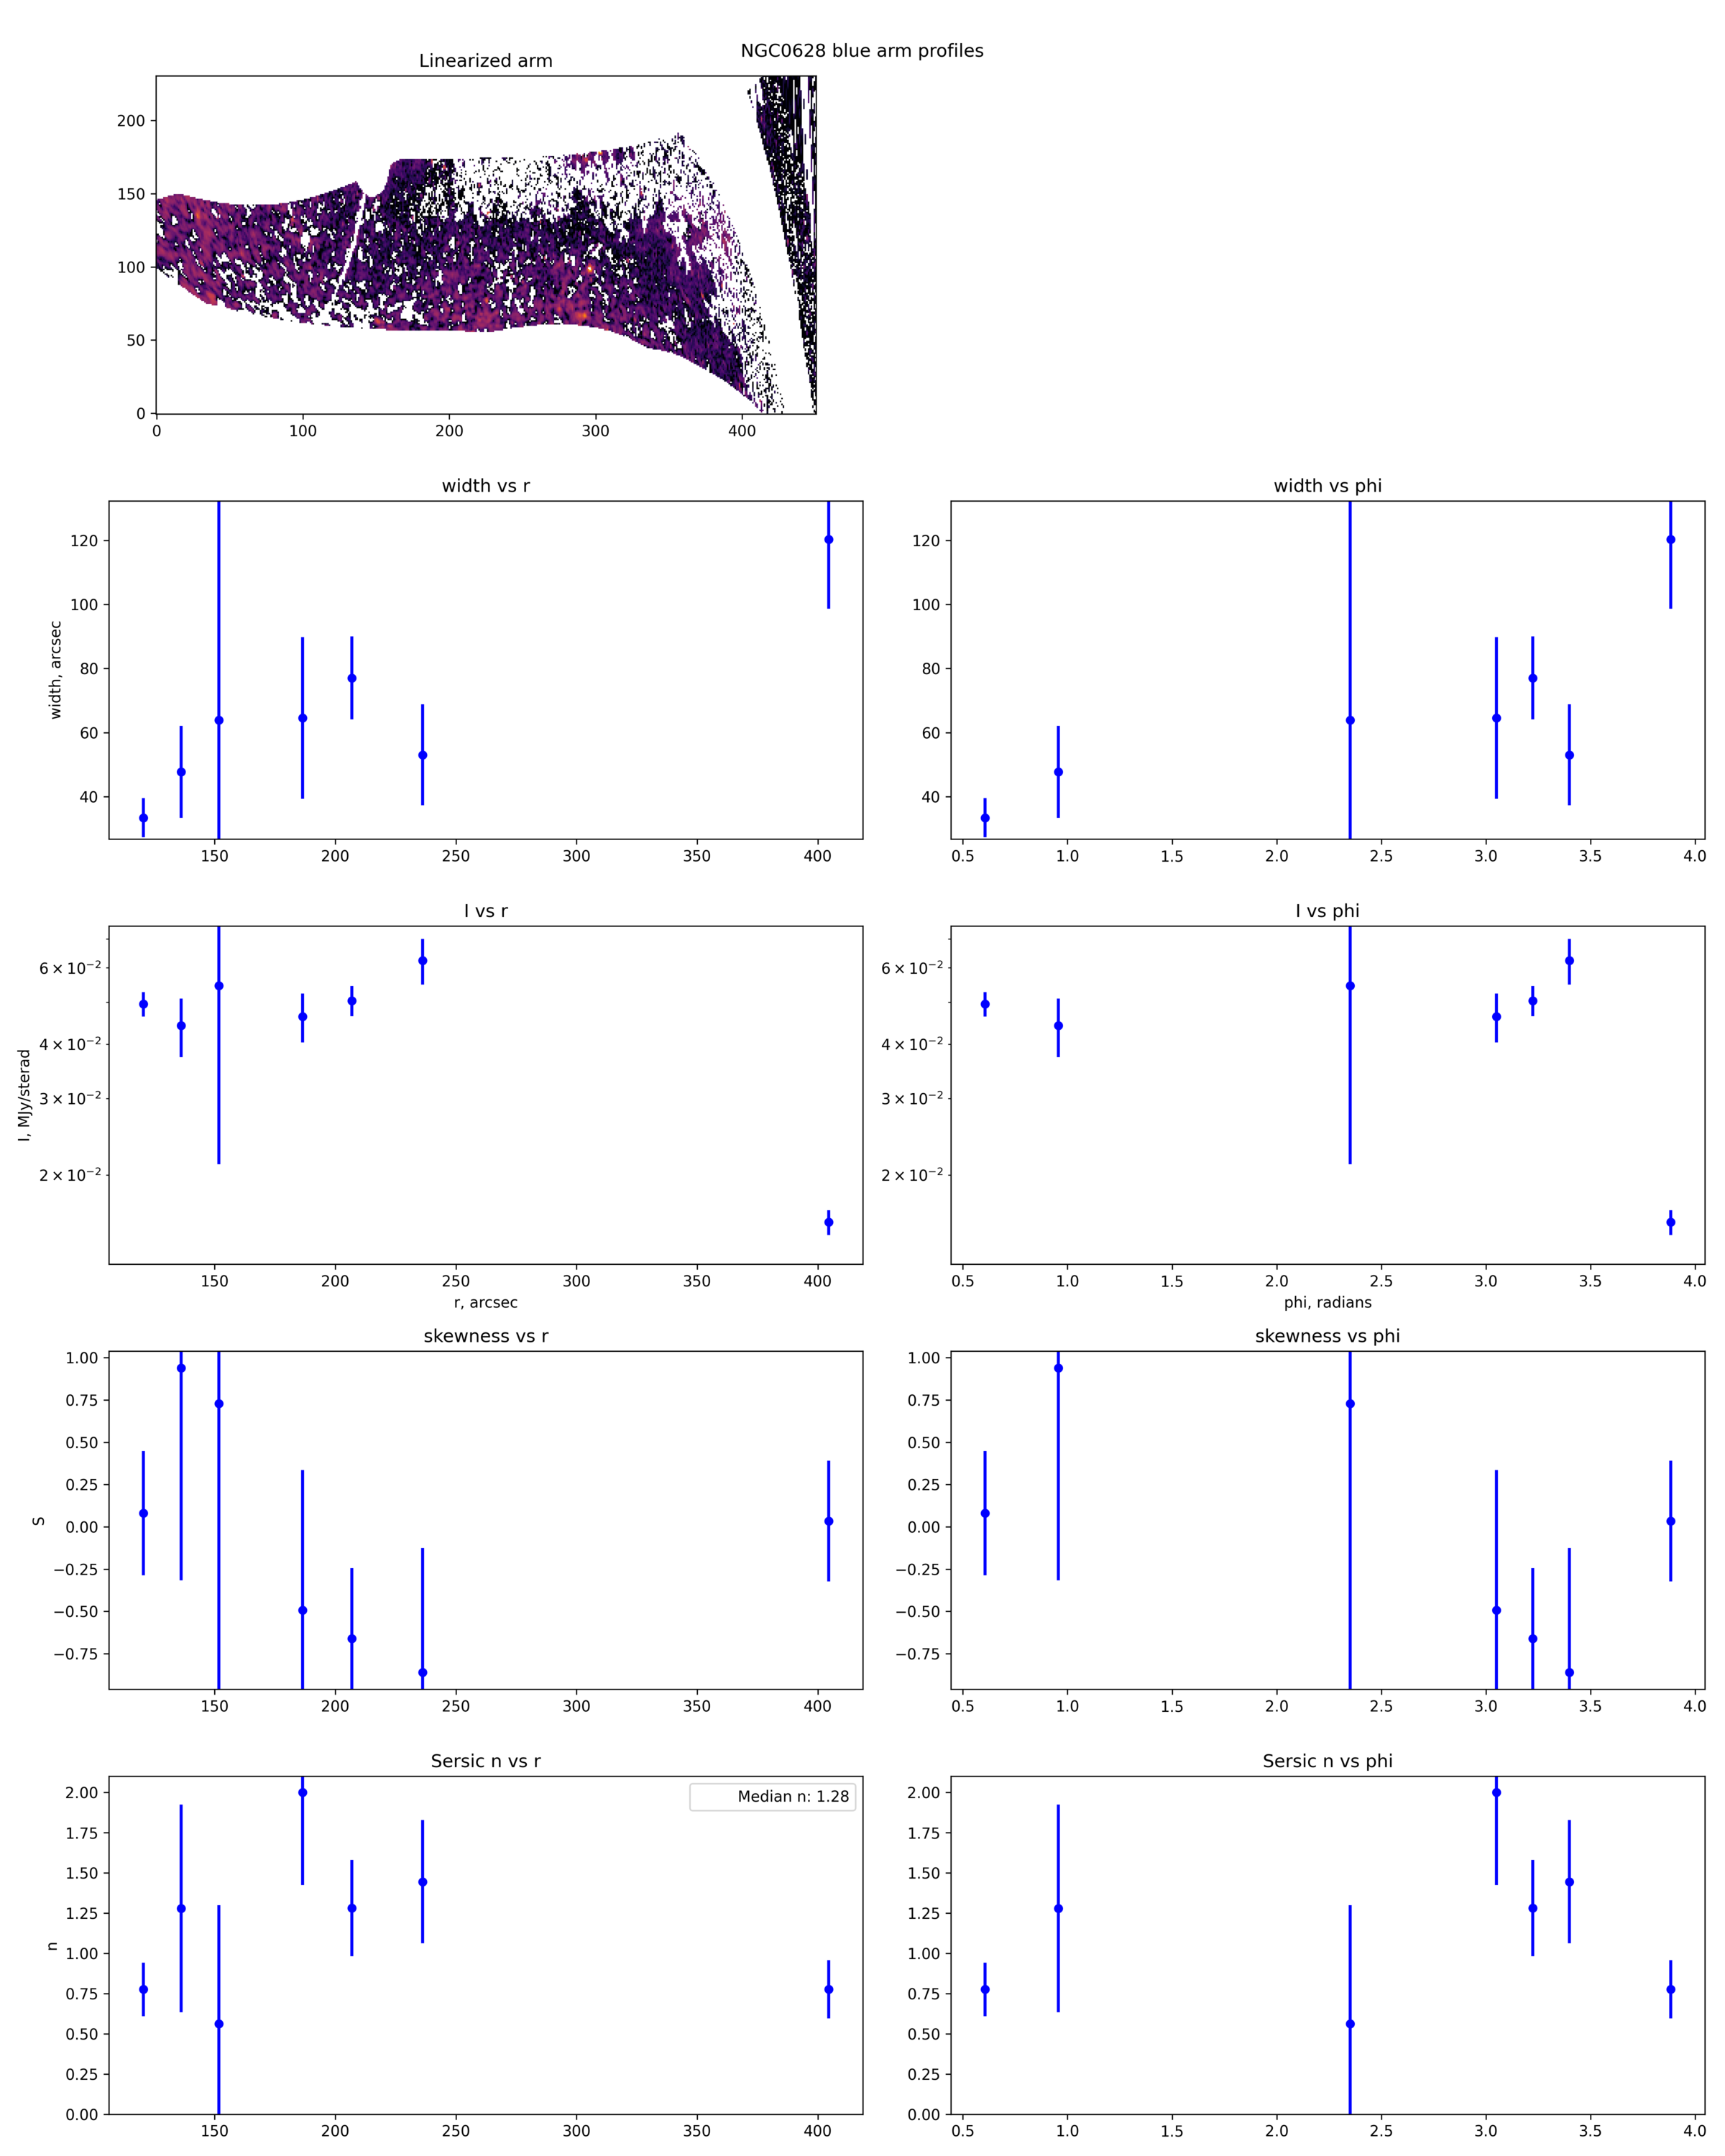 NGC0628 blue arm profiles
Linearized arm
200
150
100
50
0
0 100 200 300 400
width vs r
width vs phi
width, arcsec
120
100
80
60
40
150 200 250 300 350 400
120
100
80
60
40
0.5 1.0 1.5 2.0 2.5 3.0 3.5 4.0
I vs r
I vs phi
I, MJy/sterad
6 × 10⁻²
4 × 10⁻²
3 × 10⁻²
2 × 10⁻²
150 200 250 300 350 400
r, arcsec
6 × 10⁻²
4 × 10⁻²
3 × 10⁻²
2 × 10⁻²
0.5 1.0 1.5 2.0 2.5 3.0 3.5 4.0
phi, radians
skewness vs r
skewness vs phi
S
1.00
0.75
0.50
0.25
0.00
−0.25
−0.50
−0.75
150 200 250 300 350 400
1.00
0.75
0.50
0.25
0.00
−0.25
−0.50
−0.75
0.5 1.0 1.5 2.0 2.5 3.0 3.5 4.0
Sersic n vs r
Sersic n vs phi
n
2.00
1.75
1.50
1.25
1.00
0.75
0.50
0.25
0.00
Median n: 1.28
150 200 250 300 350 400
2.00
1.75
1.50
1.25
1.00
0.75
0.50
0.25
0.00
0.5 1.0 1.5 2.0 2.5 3.0 3.5 4.0